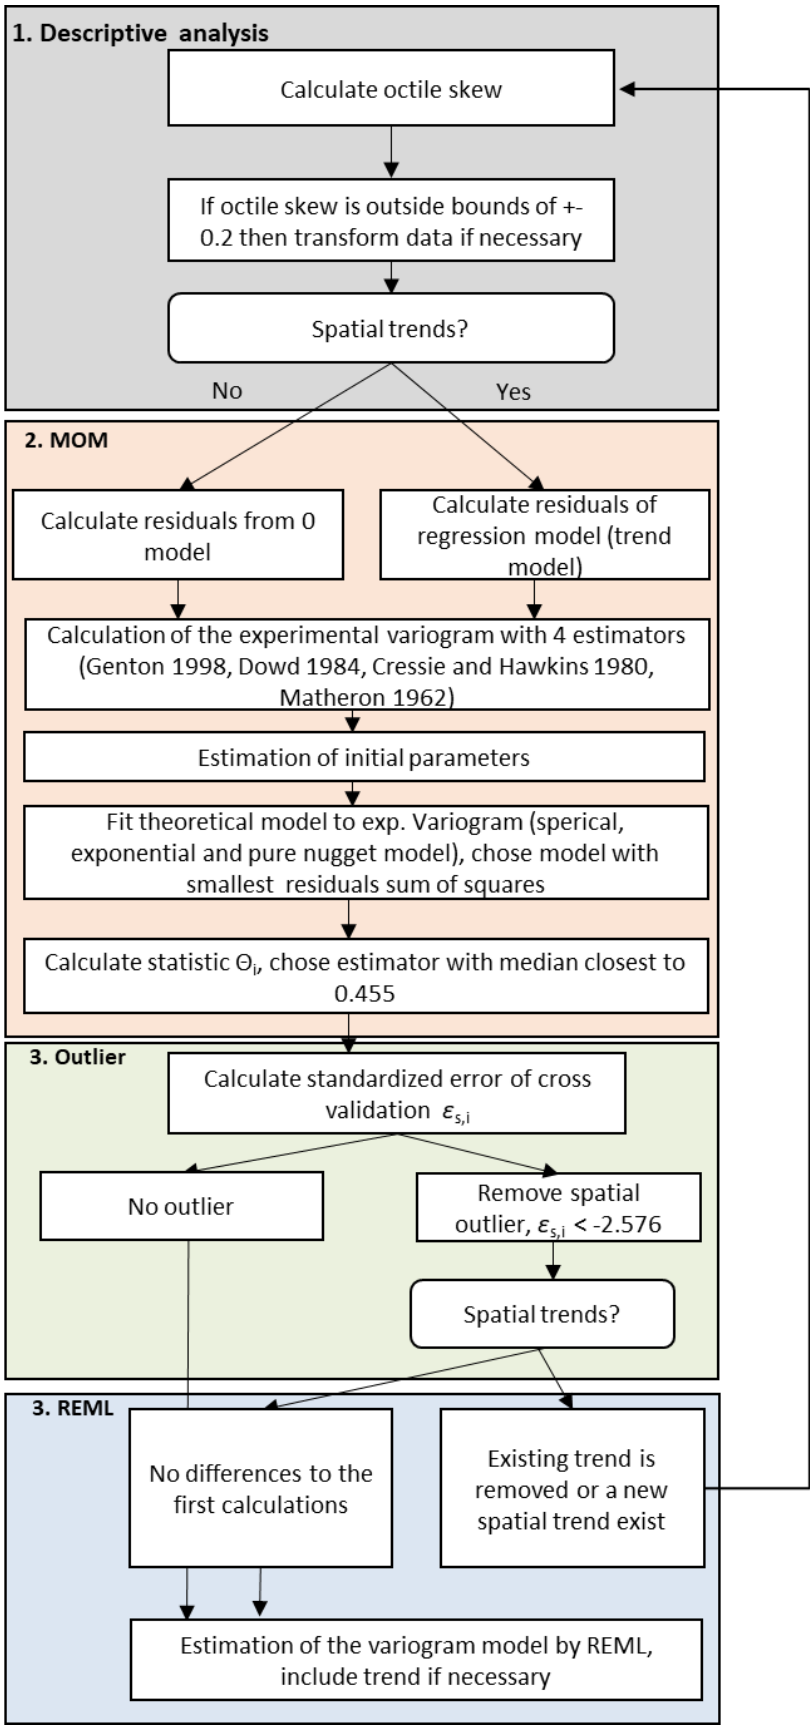 1. Descriptive analysis
Calculate octile skew
If octile skew is outside bounds of +-
0.2 then transform data if necessary
Spatial trends?
No
Yes
2. MOM
Calculate residuals from 0
model
Calculate residuals of
regression model (trend
model)
Calculation of the experimental variogram with 4 estimators
(Genton 1998, Dowd 1984, Cressie and Hawkins 1980,
Matheron 1962)
Estimation of initial parameters
Fit theoretical model to exp. Variogram (sperical,
exponential and pure nugget model), chose model with
smallest residuals sum of squares
Calculate statistic Θi, chose estimator with median closest to
0.455
3. Outlier
Calculate standardized error of cross
validation εs,i
No outlier
Remove spatial
outlier, εs,i < -2.576
Spatial trends?
3. REML
No differences to the
first calculations
Existing trend is
removed or a new
spatial trend exist
Estimation of the variogram model by REML,
include trend if necessary